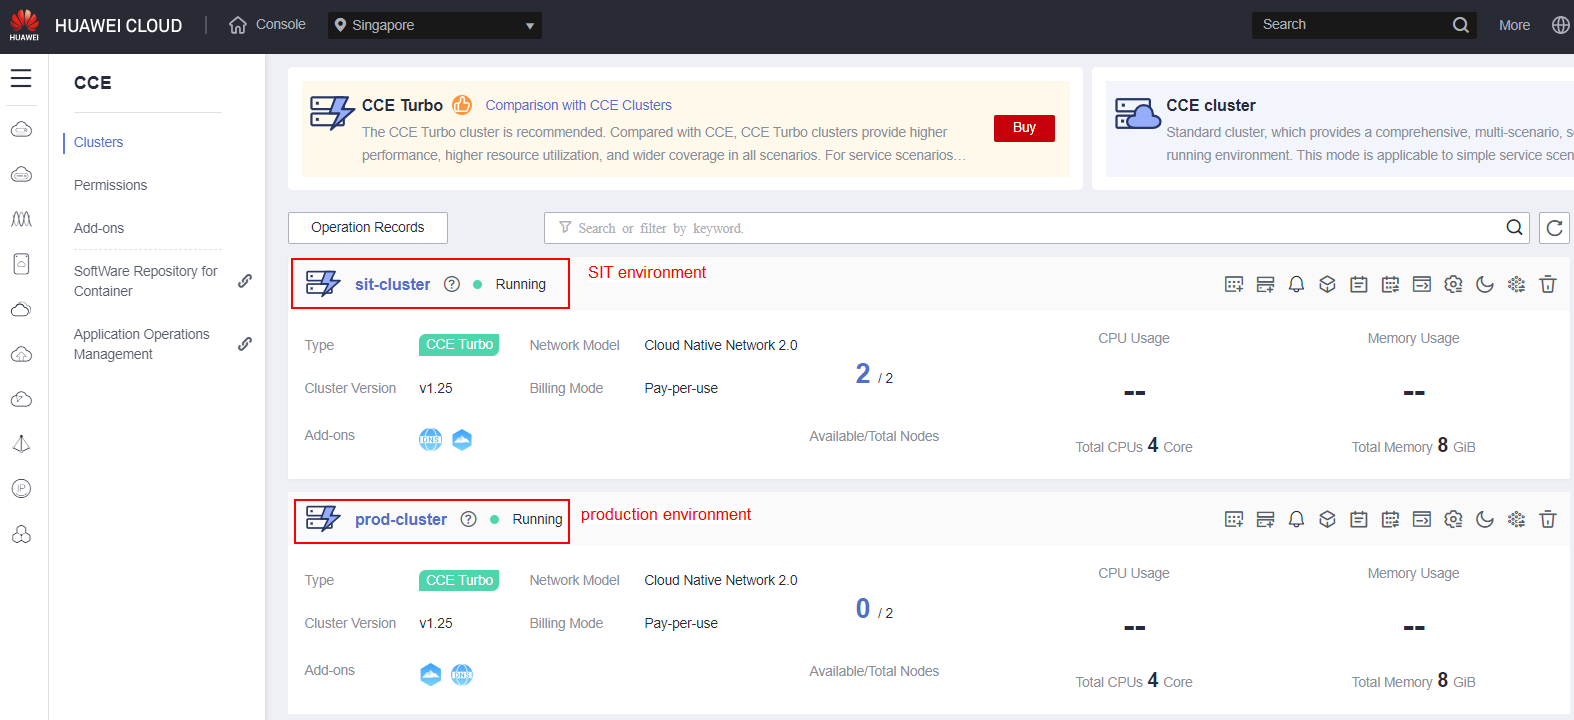 HUAWEI
HUAWEI CLOUD
Console
Singapore
Search
More
CCE
Clusters
Permissions
Add-ons
SoftWare Repository for
Container
Application Operations
Management
IP
CCE Turbo
Comparison with CCE Clusters
The CCE Turbo cluster is recommended. Compared with CCE, CCE Turbo clusters provide higher
performance, higher resource utilization, and wider coverage in all scenarios. For service scenarios…
Buy
CCE cluster
Standard cluster, which provides a comprehensive, multi-scenario, s
running environment. This mode is applicable to simple service scen
Operation Records
Search or filter by keyword.
sit-cluster ? Running
SIT environment
Type CCE Turbo Network Model Cloud Native Network 2.0
Cluster Version v1.25 Billing Mode Pay-per-use
Add-ons DNS
2 / 2
Available/Total Nodes
CPU Usage
--
Total CPUs 4 Core
Memory Usage
--
Total Memory 8 GiB
prod-cluster ? Running
production environment
Type CCE Turbo Network Model Cloud Native Network 2.0
Cluster Version v1.25 Billing Mode Pay-per-use
Add-ons DNS
0 / 2
Available/Total Nodes
CPU Usage
--
Total CPUs 4 Core
Memory Usage
--
Total Memory 8 GiB